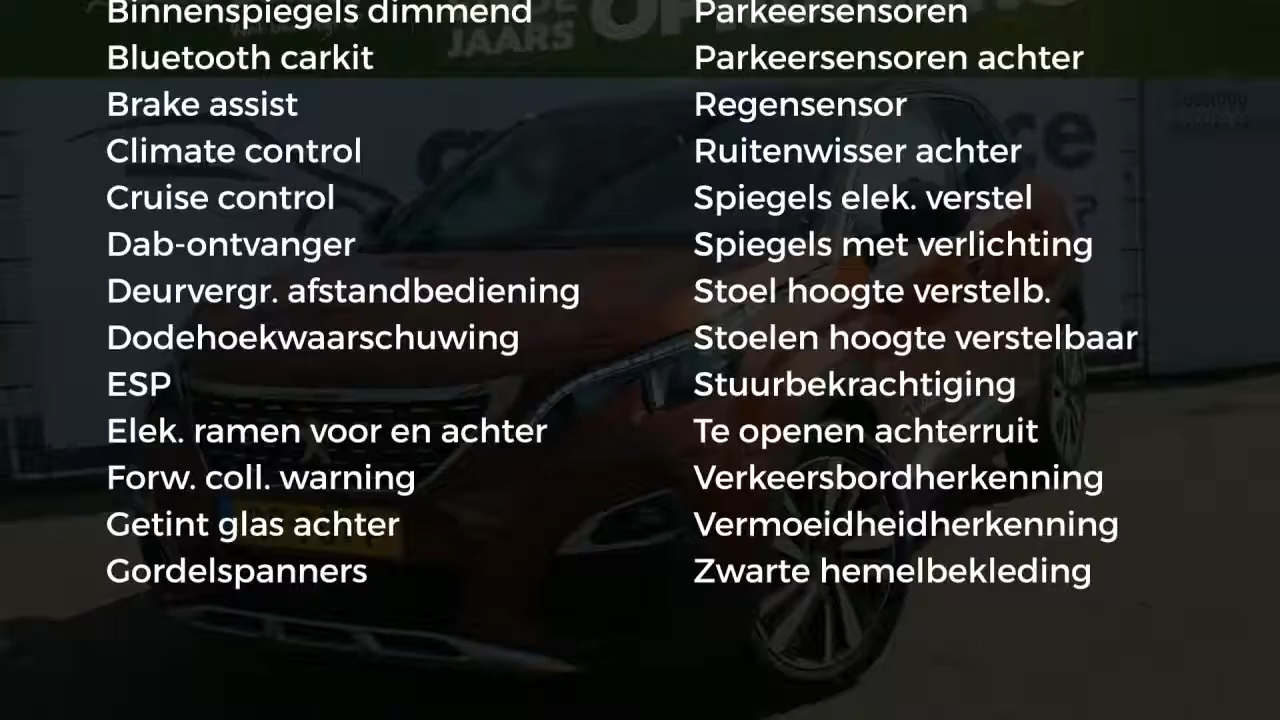 Binnenspiegels dimmend
Bluetooth carkit
Brake assist
Climate control
Cruise control
Dab-ontvanger
Deurvergr. afstandbediening
Dodehoekwaarschuwing
ESP
Elek. ramen voor en achter
Forw. coll. warning
Getint glas achter
Gordelspanners
Parkeersensoren
Parkeersensoren achter
Regensensor
Ruitenwisser achter
Spiegels elek. verstel
Spiegels met verlichting
Stoel hoogte verstelb.
Stoelen hoogte verstelbaar
Stuurbekrachtiging
Te openen achterruit
Verkeersbordherkenning
Vermoeidheidherkenning
Zwarte hemelbekleding
JAARS